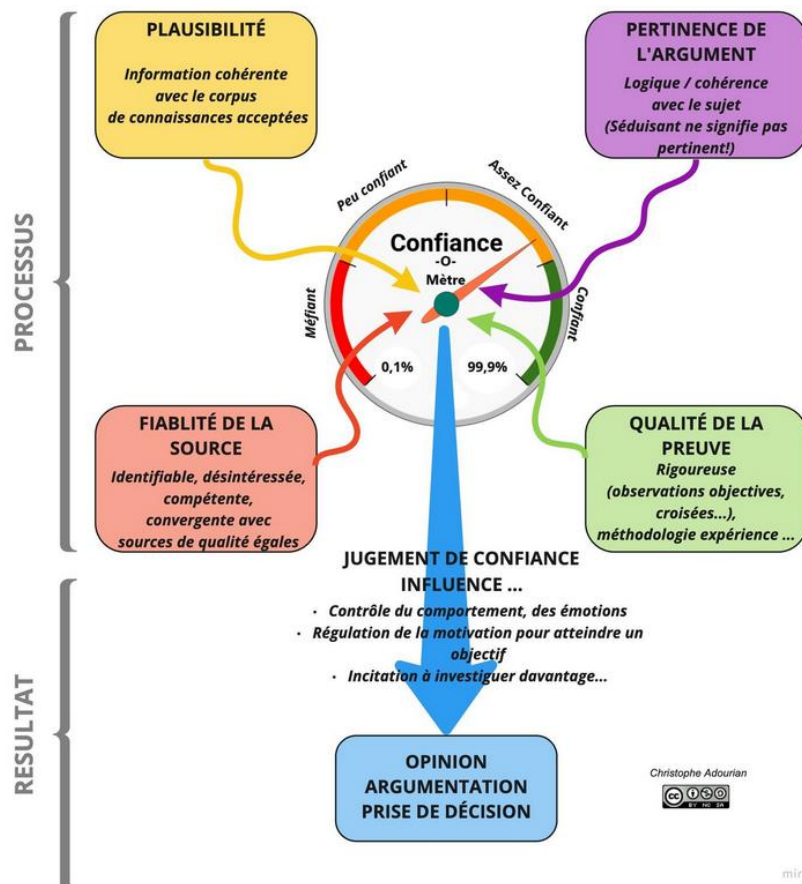 PLAUSIBILITÉ
Information cohérente
avec le corpus
de connaissances acceptées
PERTINENCE DE
L'ARGUMENT
Logique / cohérence
avec le sujet
(Séduisant ne signifie pas
pertinent!)
PROCESSUS
Peu confiant
Assez Confiant
Méfiant
Confiant
Confiance
-O-
Mètre
0,1%
99,9%
FIABLITÉ DE LA
SOURCE
Identifiable, désintéressée,
compétente,
convergente avec
sources de qualité égales
QUALITÉ DE LA
PREUVE
Rigoureuse
(observations objectives,
croisées...),
méthodologie expérience ...
JUGEMENT DE CONFIANCE
INFLUENCE ...
· Contrôle du comportement, des émotions
· Régulation de la motivation pour atteindre un
objectif
· Incitation à investiguer davantage...
RESULTAT
OPINION
ARGUMENTATION
PRISE DE DÉCISION
Christophe Adourian
cc
BY NC SA